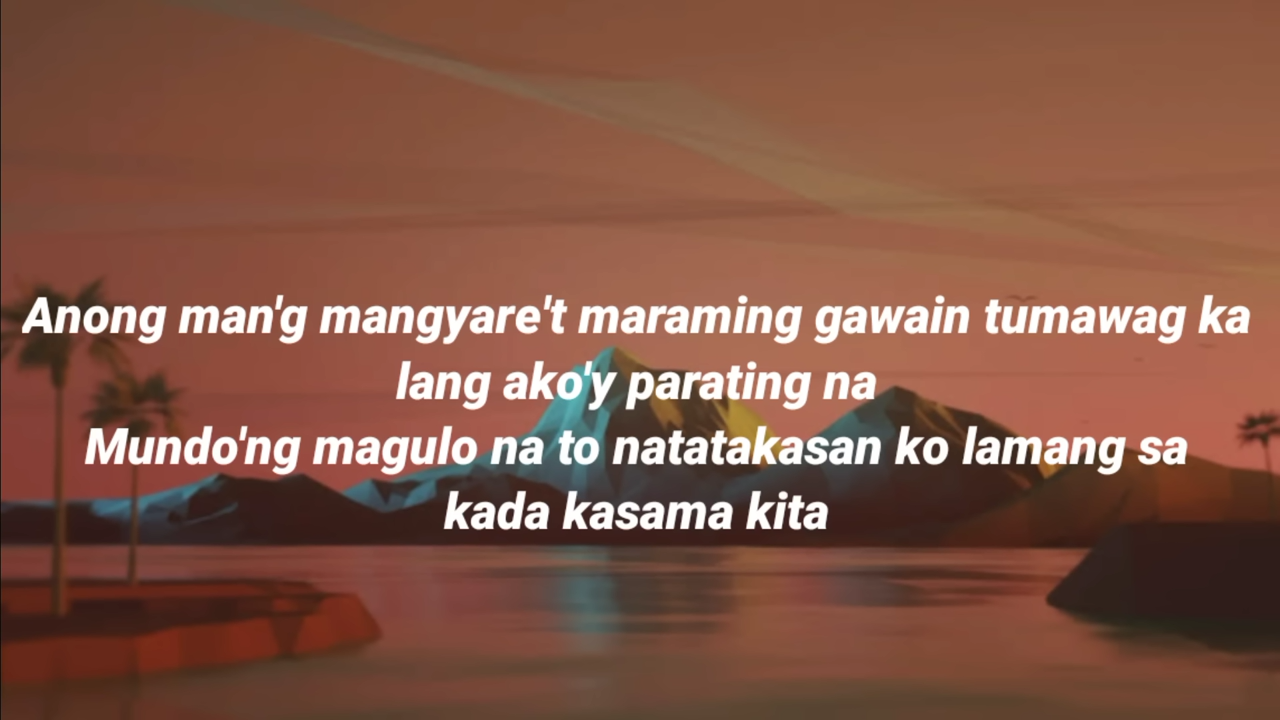 Anong man'g mangyare't maraming gawain tumawag ka
lang ako'y parating na
Mundo'ng magulo na to natatakasan ko lamang sa
kada kasama kita